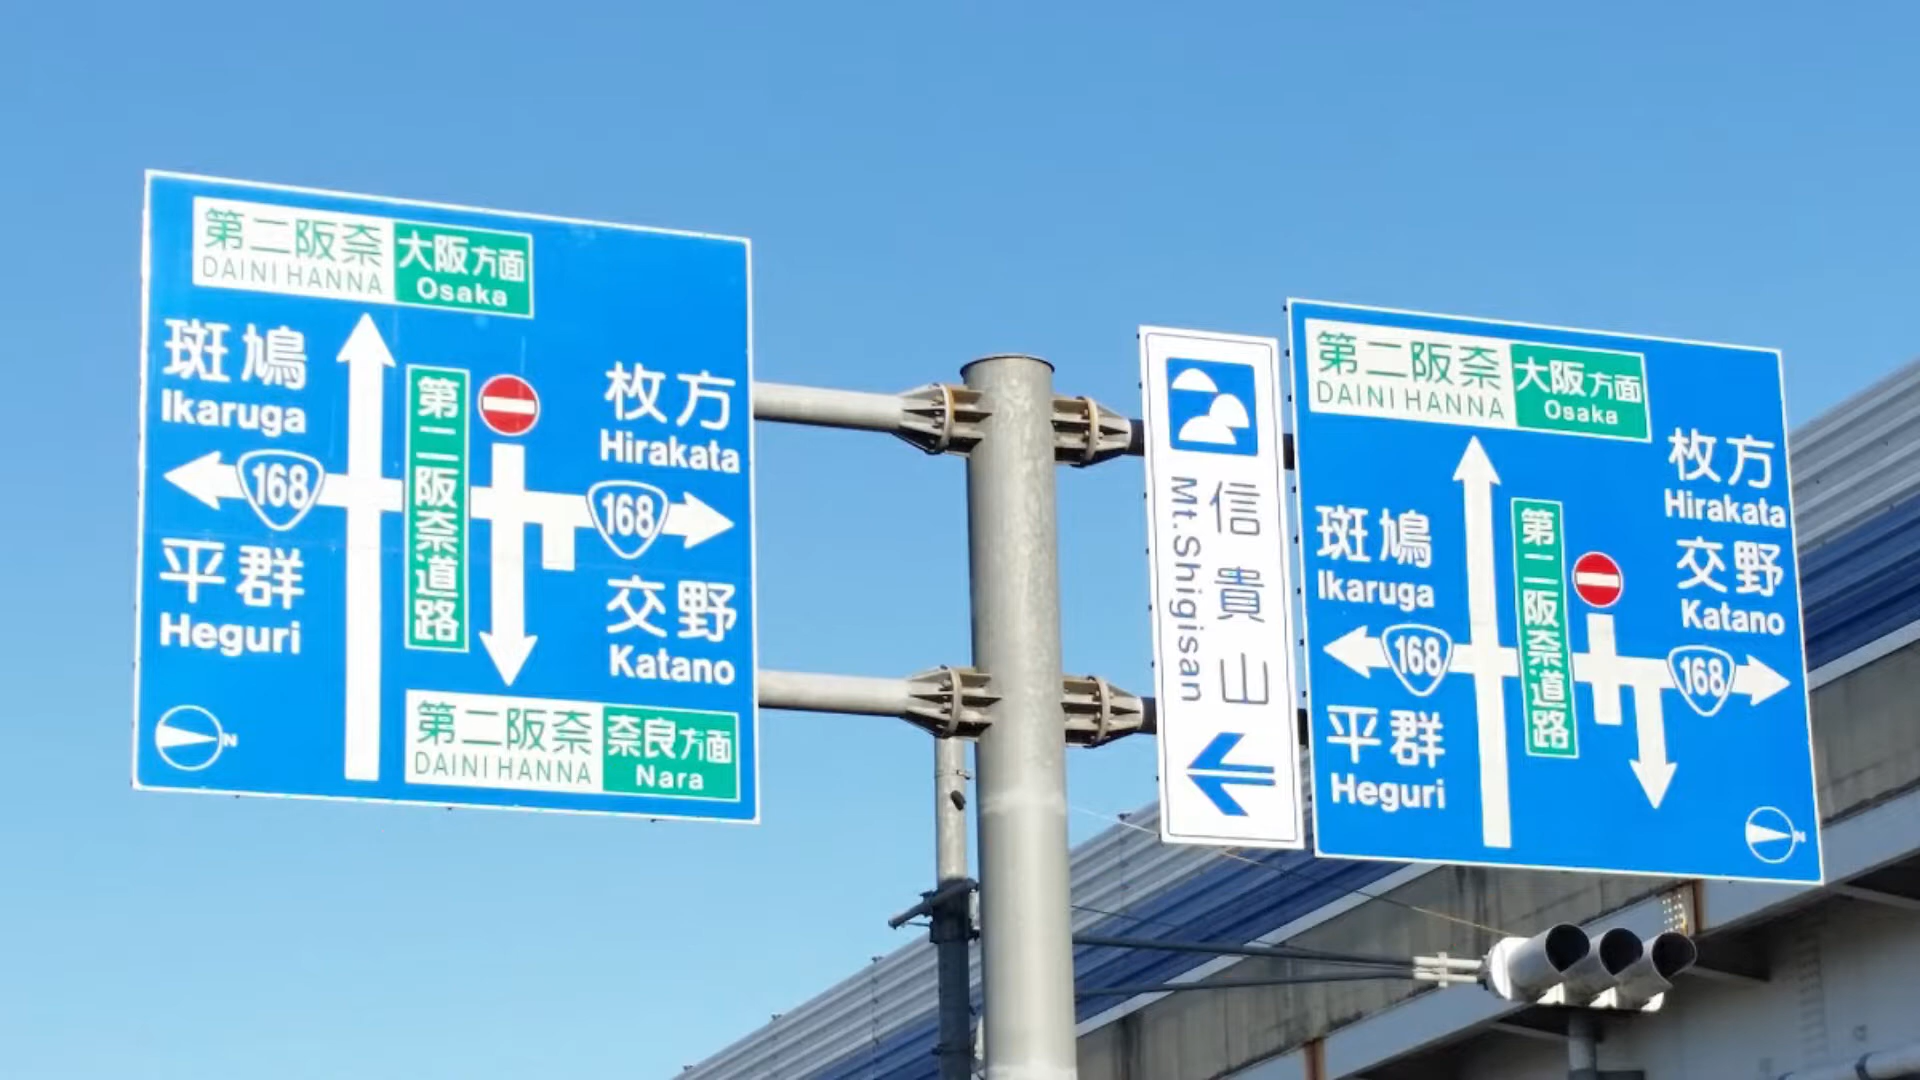 第二阪奈 大阪方面
DAINI HANNA Osaka
斑鳩
Ikaruga
168
平群
Heguri
第二阪奈道路
枚方
Hirakata
168
交野
Katano
第二阪奈 奈良方面
DAINI HANNA Nara
N
信貴山
Mt.Shigisan
第二阪奈 大阪方面
DAINI HANNA Osaka
斑鳩
Ikaruga
168
平群
Heguri
第二阪奈道路
枚方
Hirakata
交野
Katano
168
N